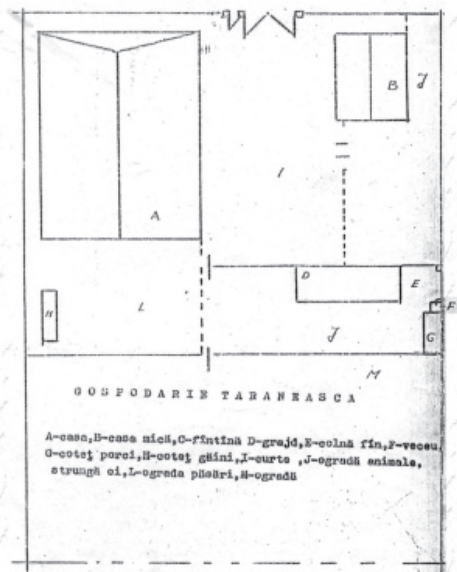 H
B
J
I
A
D
E
F
H
L
J
G
M
GOSPODARIE TARANEASCA
A-casa,B-casa mică,C-fîntînă D-grajd,E-colnă fîn,F-veceu,
G-coteţ porci,H-coteţ găini,I-curte ,J-ogradă animale,
strungă oi,L-ograda păsări,M-ogradă